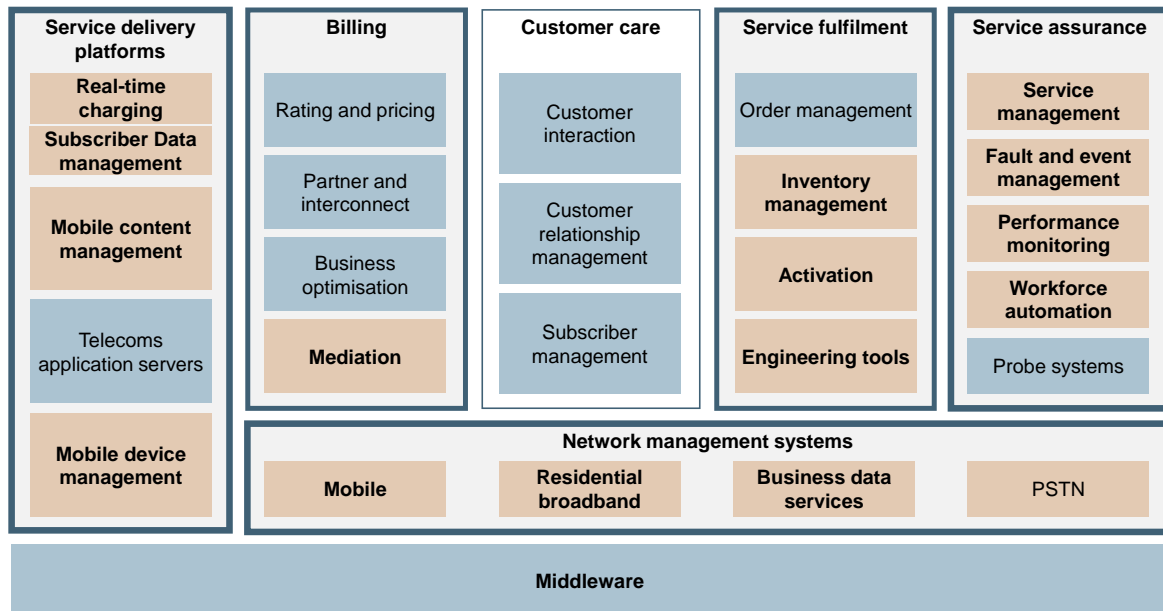 Service delivery
platforms
Real-time
charging
Subscriber Data
management
Mobile content
management
Telecoms
application servers
Mobile device
management
Billing
Rating and pricing
Partner and
interconnect
Business
optimisation
Mediation
Customer care
Customer
interaction
Customer
relationship
management
Subscriber
management
Service fulfilment
Order management
Inventory
management
Activation
Engineering tools
Service assurance
Service
management
Fault and event
management
Performance
monitoring
Workforce
automation
Probe systems
Network management systems
Mobile
Residential
broadband
Business data
services
PSTN
Middleware